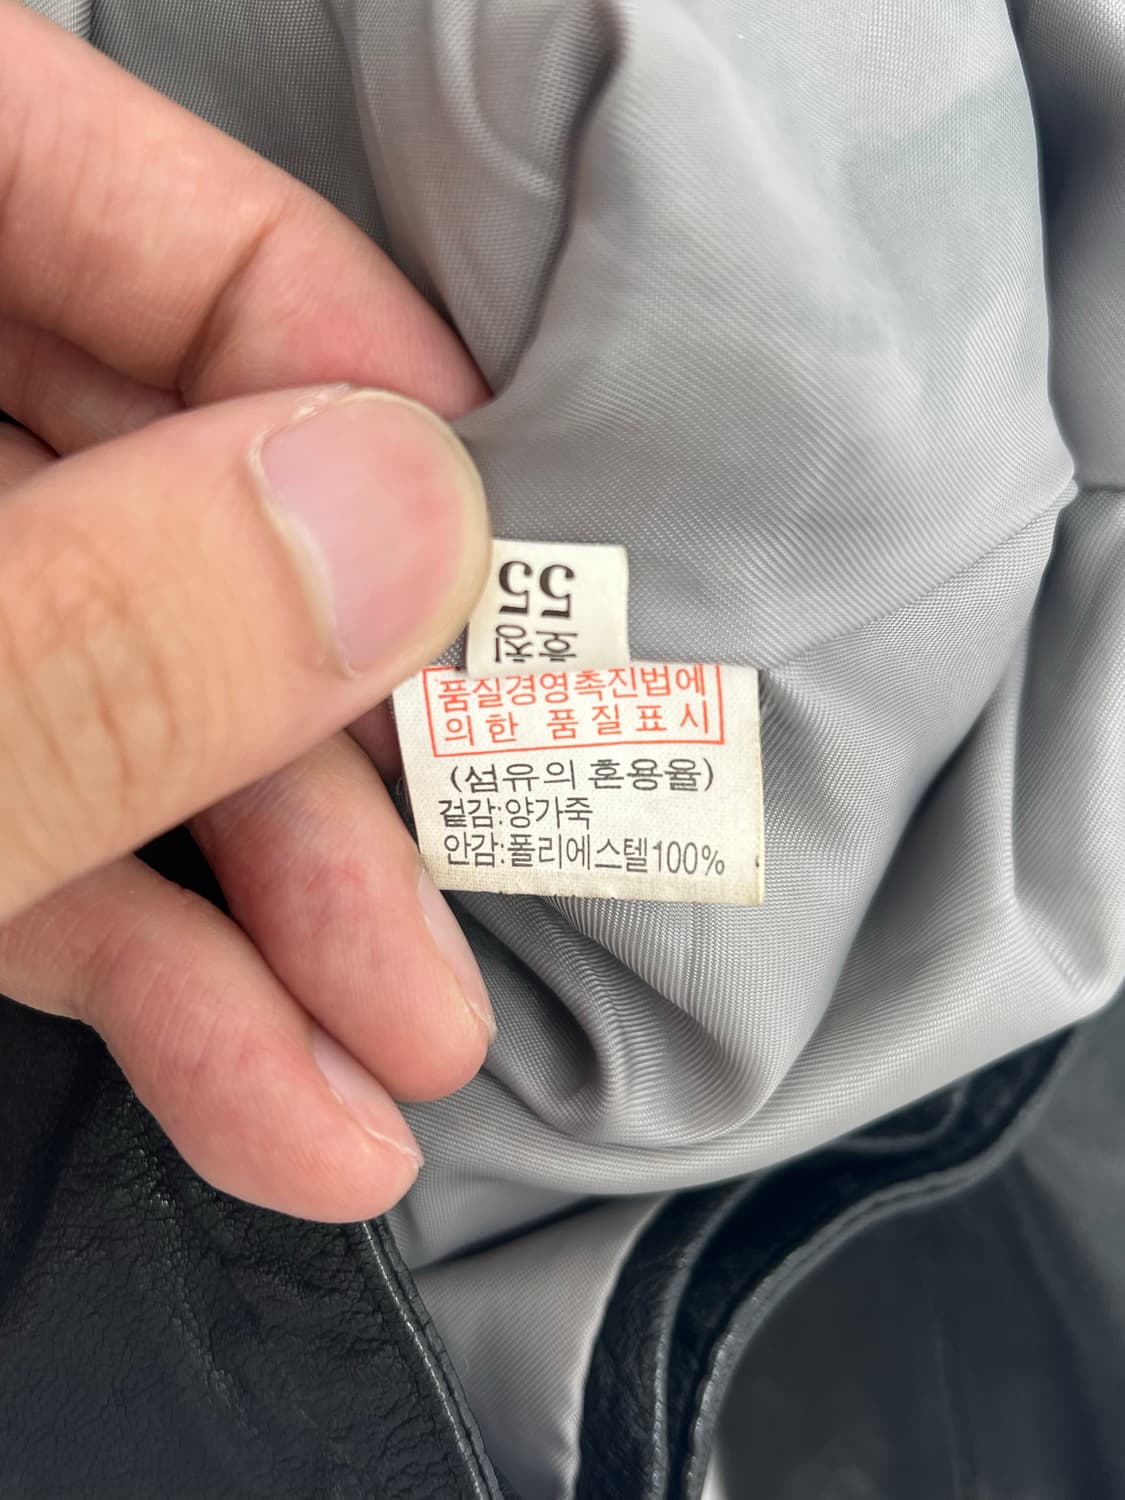 호칭
55
품질경영촉진법에
의한 품질표시
(섬유의 혼용율)
겉감:양가죽
안감:폴리에스텔100%